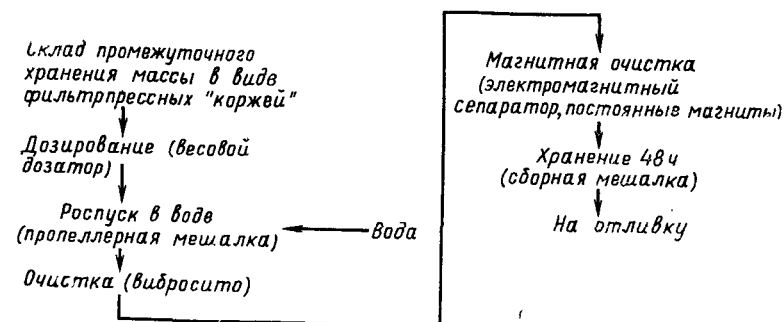 Склад промежуточного
хранения массы в виде
фильтрпрессных "коржей"
Дозирование (весовой
дозатор)
Роспуск в воде
(пропеллерная мешалка)
Вода
Очистка (вибросито)
Магнитная очистка
(электромагнитный
сепаратор, постоянные магниты)
Хранение 48 ч
(сборная мешалка)
На отливку